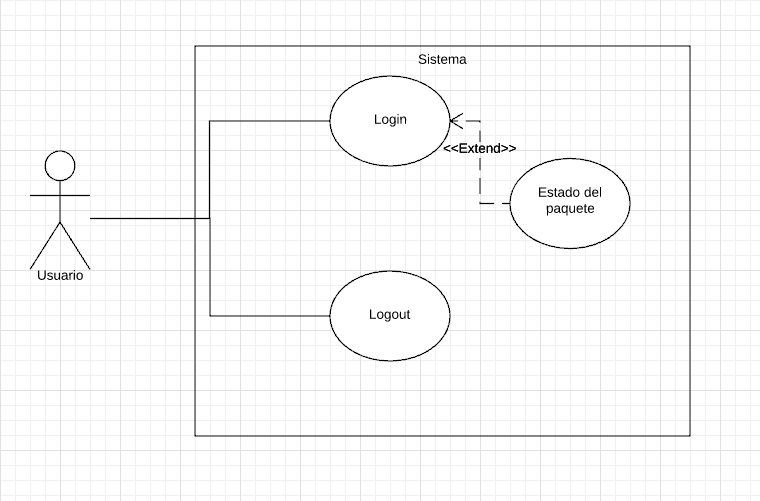 Sistema
Login
<<Extend>>
Estado del
paquete
Usuario
Logout